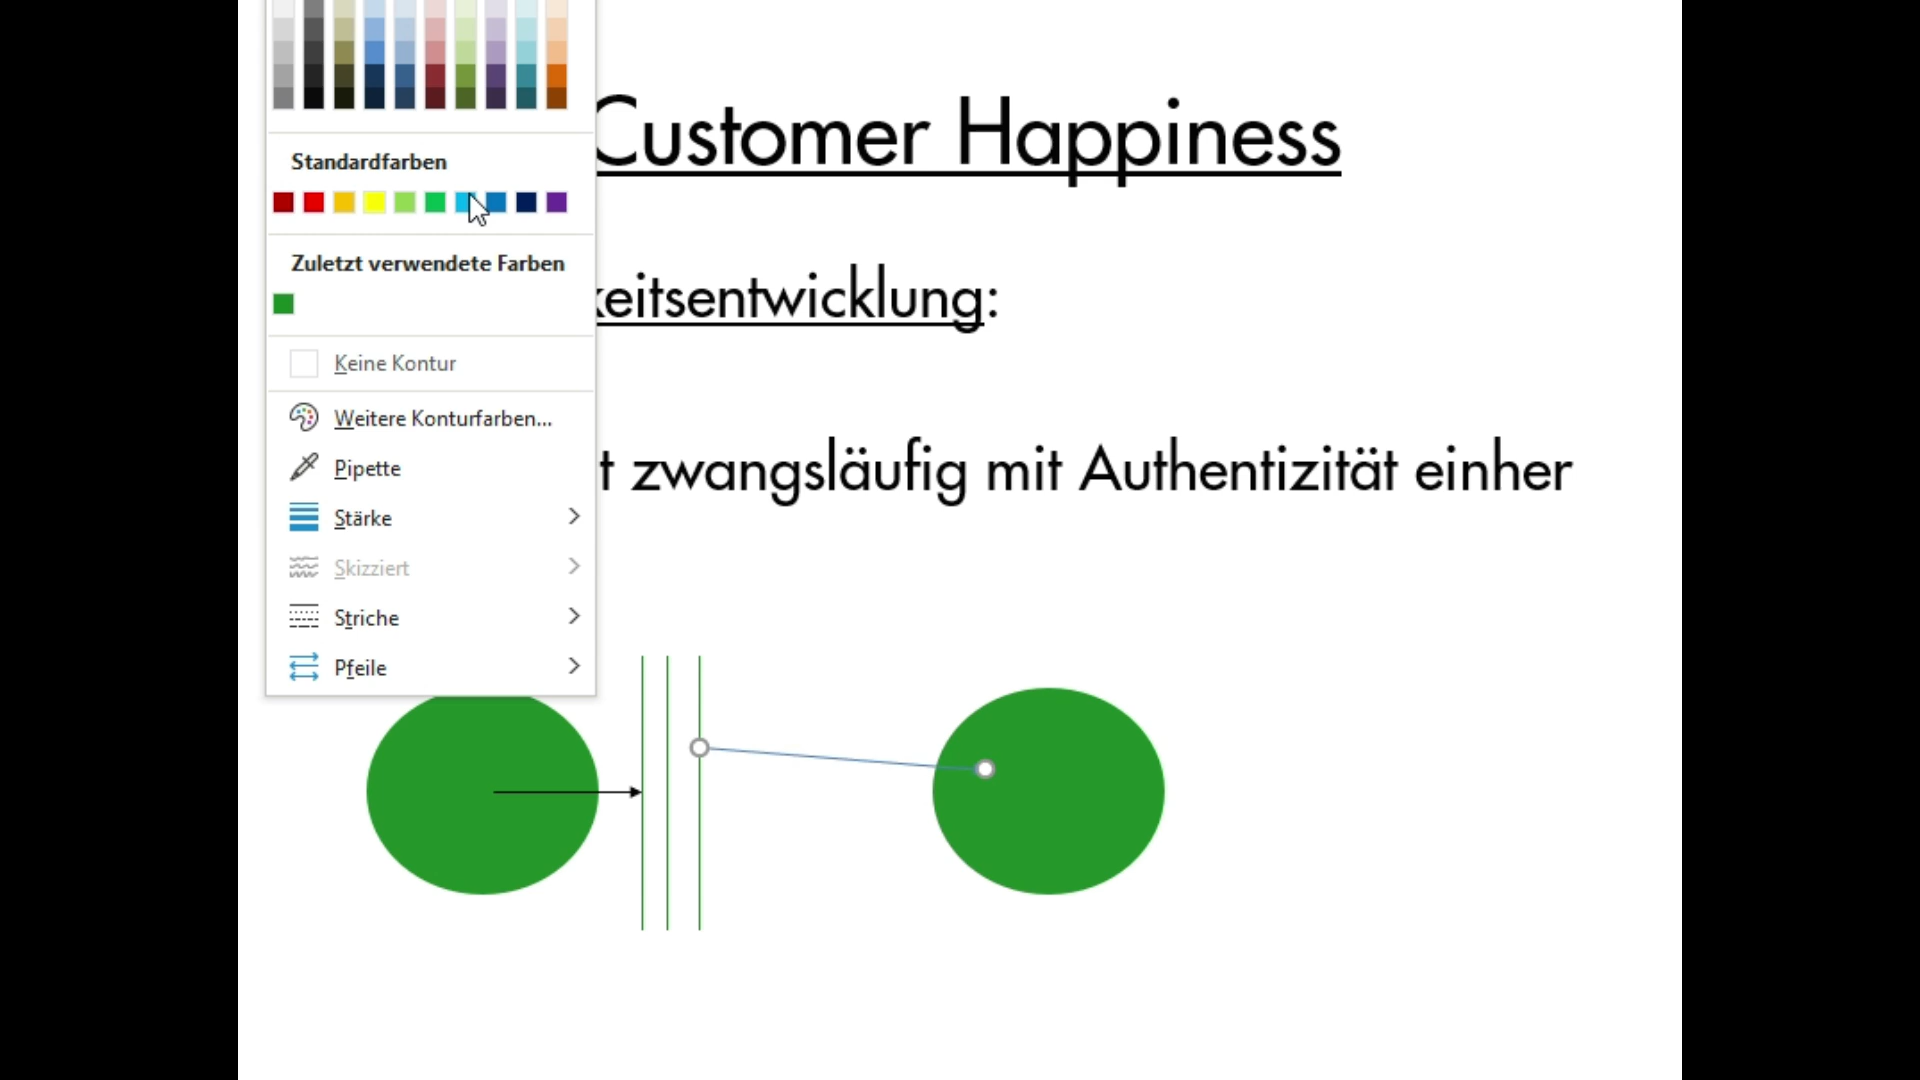 Customer Happiness
Standardfarben
Zuletzt verwendete Farben
keitsentwicklung:
Keine Kontur
Weitere Konturfarben...
Pipette
t zwangsläufig mit Authentizität einher
Stärke
Skizziert
Striche
Pfeile